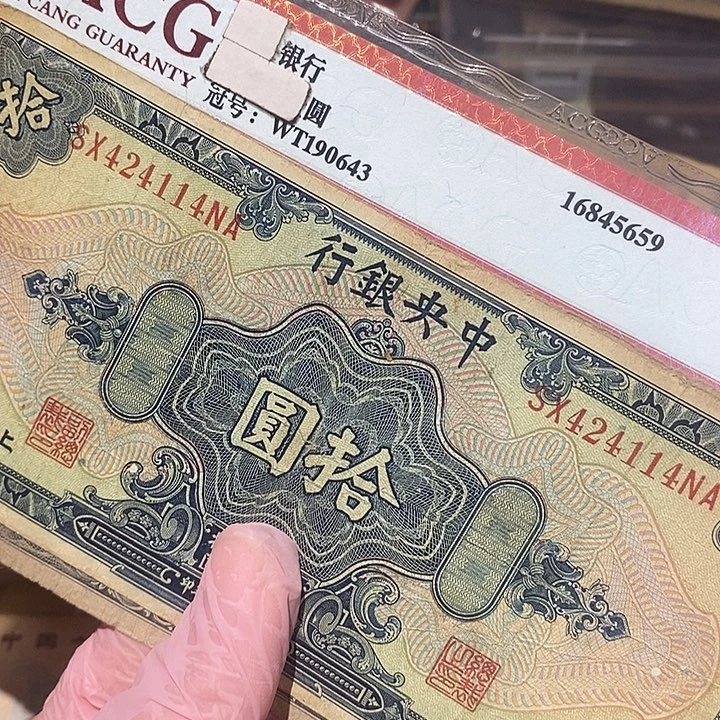 ACG
CANG GUARANTY
银行
圆
冠号：WT190643
16845659
拾
SX424114NA
中央銀行
SX424114NA
拾圓
上